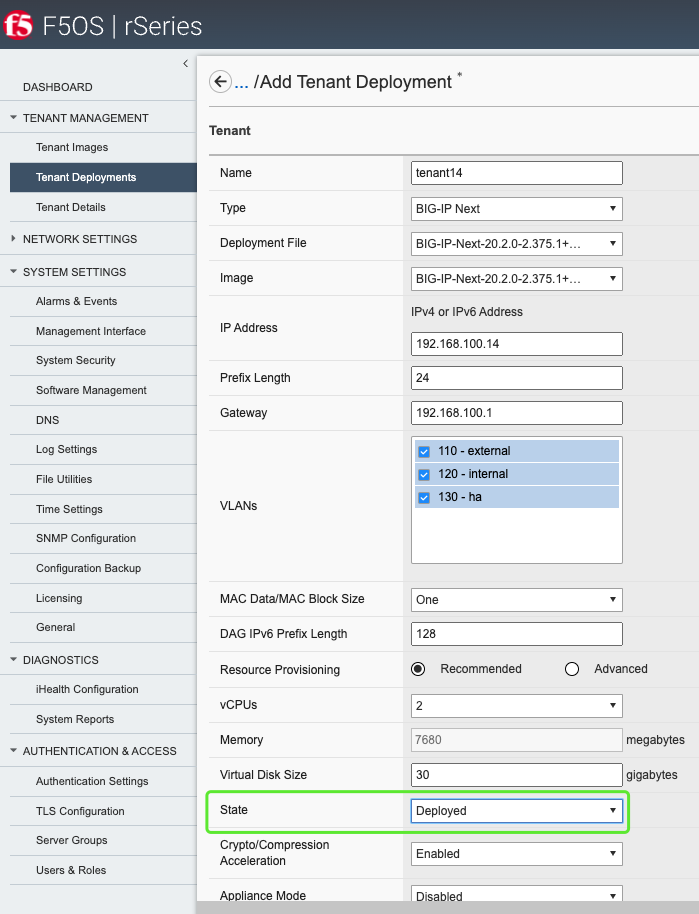 f5 F5OS | rSeries
DASHBOARD
TENANT MANAGEMENT
Tenant Images
Tenant Deployments
Tenant Details
NETWORK SETTINGS
SYSTEM SETTINGS
Alarms & Events
Management Interface
System Security
Software Management
DNS
Log Settings
File Utilities
Time Settings
SNMP Configuration
Configuration Backup
Licensing
General
DIAGNOSTICS
iHealth Configuration
System Reports
AUTHENTICATION & ACCESS
Authentication Settings
TLS Configuration
Server Groups
Users & Roles
... /Add Tenant Deployment *
Tenant
Name tenant14
Type BIG-IP Next
Deployment File BIG-IP-Next-20.2.0-2.375.1+...
Image BIG-IP-Next-20.2.0-2.375.1+...
IPv4 or IPv6 Address
IP Address 192.168.100.14
Prefix Length 24
Gateway 192.168.100.1
VLANs
110 - external
120 - internal
130 - ha
MAC Data/MAC Block Size One
DAG IPv6 Prefix Length 128
Resource Provisioning Recommended Advanced
vCPUs 2
Memory 7680 megabytes
Virtual Disk Size 30 gigabytes
State Deployed
Crypto/Compression
Acceleration Enabled
Appliance Mode Disabled